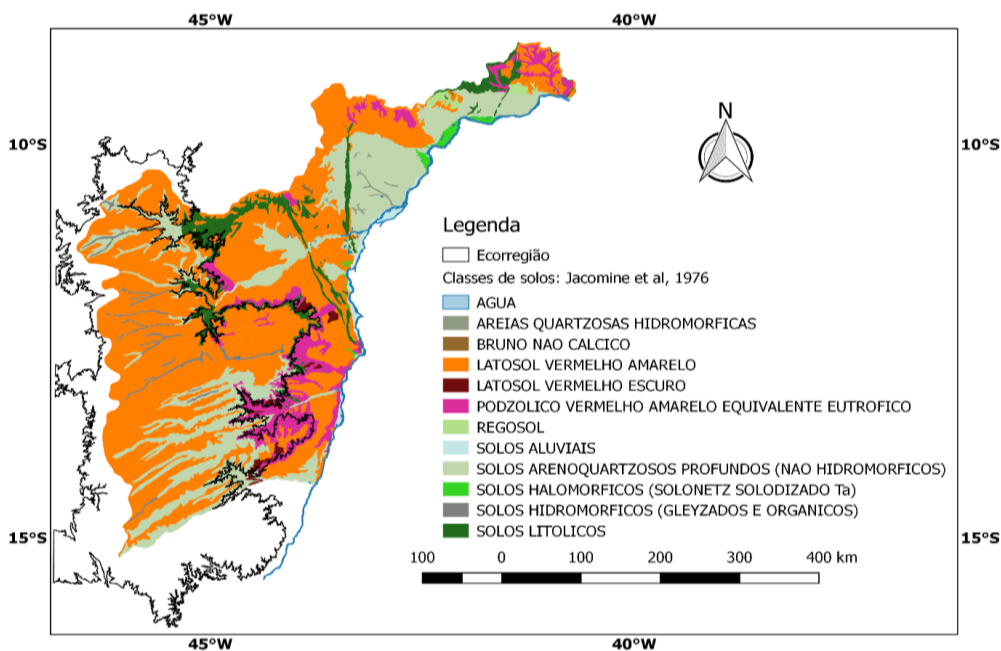 45°W 40°W
10°S 10°S
N
Legenda
Ecorregião
Classes de solos: Jacomine et al, 1976
AGUA
AREIAS QUARTZOSAS HIDROMORFICAS
BRUNO NAO CALCICO
LATOSOL VERMELHO AMARELO
LATOSOL VERMELHO ESCURO
PODZOLICO VERMELHO AMARELO EQUIVALENTE EUTROFICO
REGOSOL
SOLOS ALUVIAIS
SOLOS ARENOQUARTZOSOS PROFUNDOS (NAO HIDROMORFICOS)
SOLOS HALOMORFICOS (SOLONETZ SOLODIZADO Ta)
SOLOS HIDROMORFICOS (GLEYZADOS E ORGANICOS)
SOLOS LITOLICOS
15°S 15°S
100 0 100 200 300 400 km
45°W 40°W